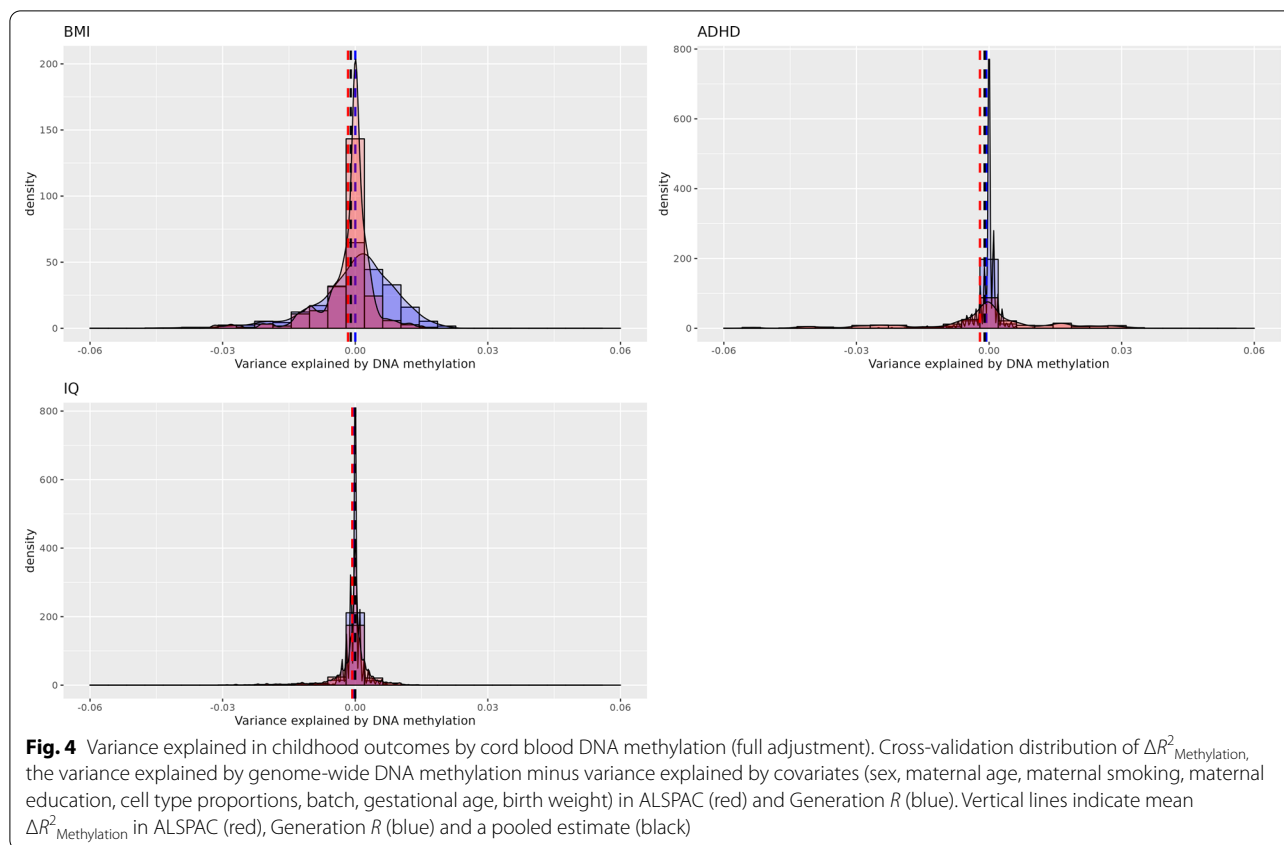 BMI
200
150
100
50
0
density
-0.06
-0.03
0.00
0.03
0.06
Variance explained by DNA methylation
ADHD
800
600
400
200
0
density
-0.06
-0.03
0.00
0.03
0.06
Variance explained by DNA methylation
IQ
800
600
400
200
0
density
-0.06
-0.03
0.00
0.03
0.06
Variance explained by DNA methylation
Fig. 4 Variance explained in childhood outcomes by cord blood DNA methylation (full adjustment). Cross-validation distribution of ΔR²Methylation,
the variance explained by genome-wide DNA methylation minus variance explained by covariates (sex, maternal age, maternal smoking, maternal
education, cell type proportions, batch, gestational age, birth weight) in ALSPAC (red) and Generation R (blue). Vertical lines indicate mean
ΔR²Methylation in ALSPAC (red), Generation R (blue) and a pooled estimate (black)